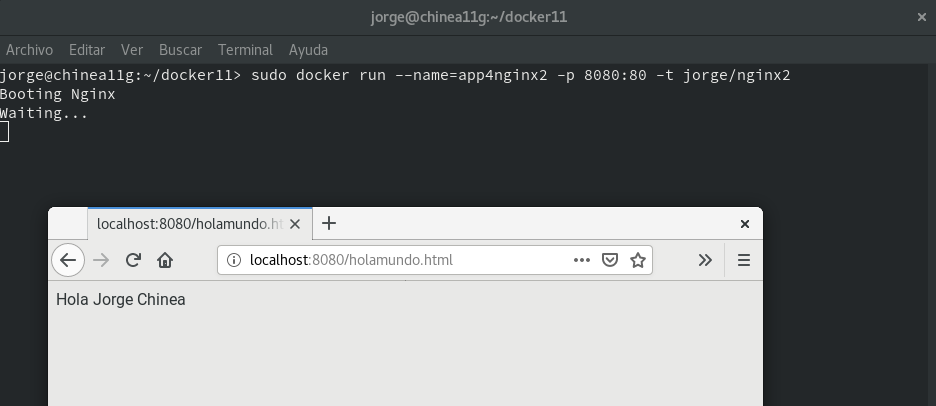 jorge@chinea11g:~/docker11
Archivo Editar Ver Buscar Terminal Ayuda
jorge@chinea11g:~/docker11> sudo docker run --name=app4nginx2 -p 8080:80 -t jorge/nginx2
Booting Nginx
Waiting...
localhost:8080/holamundo.ht
localhost:8080/holamundo.html
Hola Jorge Chinea